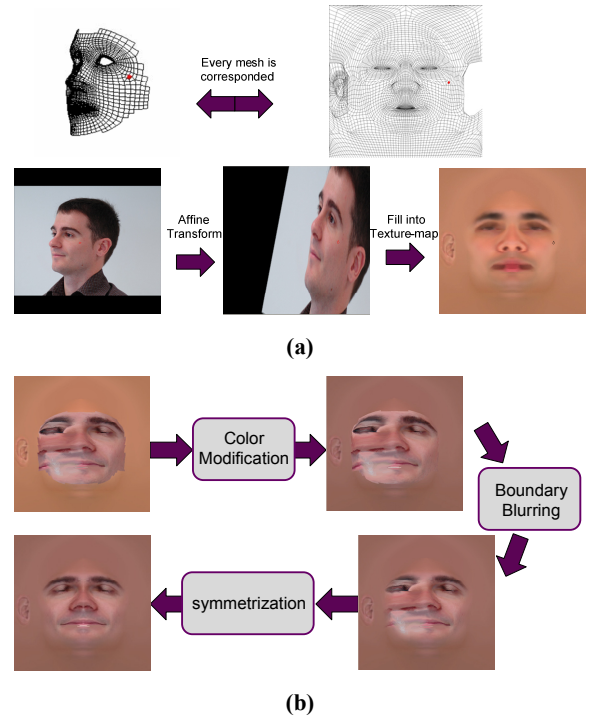 Every mesh is
corresponded
Affine
Transform
Fill into
Texture-map
(a)
Color
Modification
Boundary
Blurring
symmetrization
(b)